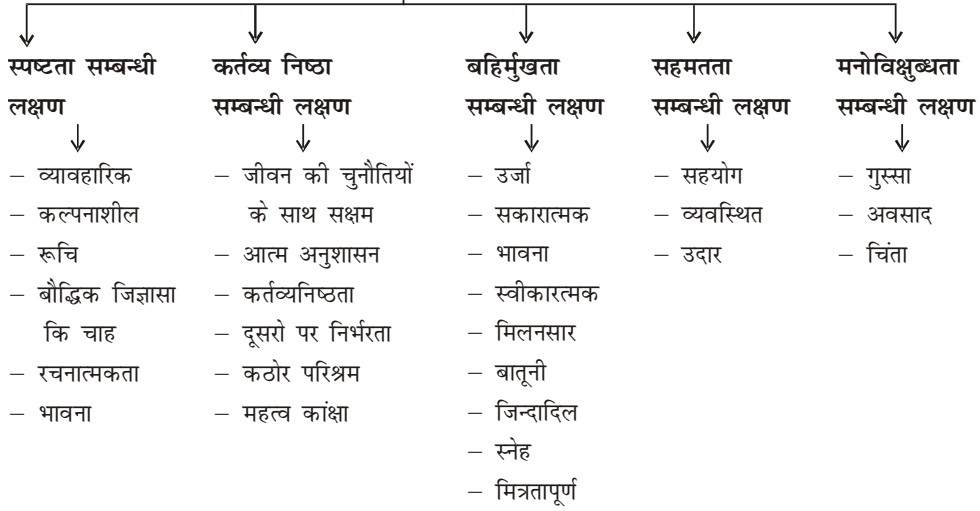 स्पष्टता सम्बन्धी
लक्षण
– व्यावहारिक
– कल्पनाशील
– रूचि
– बौद्धिक जिज्ञासा
कि चाह
– रचनात्मकता
– भावना
कर्तव्य निष्ठा
सम्बन्धी लक्षण
– जीवन की चुनौतियों
के साथ सक्षम
– आत्म अनुशासन
– कर्तव्यनिष्ठता
– दूसरो पर निर्भरता
– कठोर परिश्रम
– महत्व कांक्षा
बहिर्मुखता
सम्बन्धी लक्षण
– उर्जा
– सकारात्मक
– भावना
– स्वीकारत्मक
– मिलनसार
– बातूनी
– जिन्दादिल
– स्नेह
– मित्रतापूर्ण
सहमतता
सम्बन्धी लक्षण
– सहयोग
– व्यवस्थित
– उदार
मनोविक्षुब्धता
सम्बन्धी लक्षण
– गुस्सा
– अवसाद
– चिंता